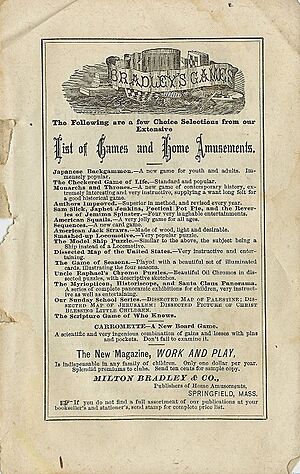 BRADLEY'S GAMES
The Following are a few Choice Selections from our
Extensive
List of Games and Home Amusements.
Japanese Backgammon.—A new game for youth and adults. Im-
mensely popular.
The Checkered Game of Life.—Standard and popular.
Monarchs and Thrones.—A new game of contemporary history, ex-
tremely interesting and very instructive, supplying a want long felt for
a good historical game.
Authors Improved.—Superior in method, and revised every year.
Sam Slick, Japhet Jenkins, Poetical Pot Pie, and the Rever-
ies of Jemima Spinster.—Four very laughable entertainments.
American Squails.—A very jolly game for all ages.
Sequences.—A new card game.
American Jack Straws.—Made of wood, light and desirable.
Smashed-up Locomotive.—Very popular puzzle.
The Model Ship Puzzle.—Similar to the above, the subject being a
Ship instead of a Locomotive.
Dissected Map of the United States.—Very instructive and enter-
taining.
The Game of Seasons.—Played with a beautiful set of illuminated
cards, illustrating the four seasons.
Uncle Raphael's Chromo Puzzles.—Beautiful Oil Chromos in dis-
sected puzzles, with description in rhyme.
The Myriopticon, Historiscope, and Santa Claus Panorama.
A series of complete panoramic exhibitions for children, very instruct-
ive as well as entertaining.
Our Sunday School Series—Dissected Map of Palestine; Dis-
sected Map of Jerusalem; Dissected Picture of Christ
Blessing Little Children.
The Scripture Game of Who Knows.
CARROMETTE—A New Board Game.
A scientific and very ingenious combination of gains and losses with pins
and pockets. Don't fail to examine it.
The New Magazine, WORK AND PLAY,
Is indispensable in any family of children. Only one dollar per year.
Splendid premiums to clubs. Send ten cents for sample copy.
MILTON BRADLEY & CO.,
Publishers of Home Amusements,
SPRINGFIELD, MASS.
☞ If you do not find a full assortment of our publications at your
bookseller's and stationer's, send stamp for complete price list.